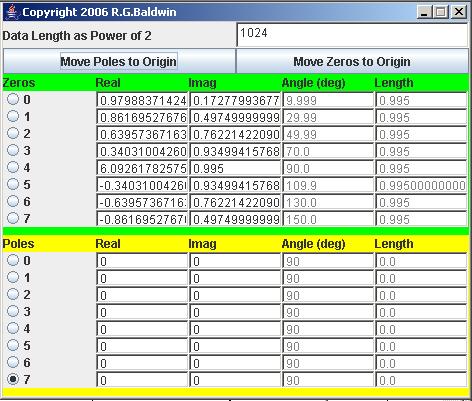 Copyright 2006 R.G.Baldwin
Data Length as Power of 2 1024
Move Poles to Origin Move Zeros to Origin
Zeros Real Imag Angle (deg) Length
0 0.97988371424 0.17277993677 9.999 0.995
1 0.86169527676 0.49749999999 29.99 0.995
2 0.63957367163 0.76221422090 49.99 0.995
3 0.34031004260 0.93499415768 70.0 0.995
4 6.09261782575 0.995 90.0 0.995
5 -0.3403100426 0.93499415768 109.9 0.99500000000
6 -0.6395736716 0.76221422090 130.0 0.995
7 -0.8616952767 0.49749999999 150.0 0.995
Poles Real Imag Angle (deg) Length
0 0 0 90 0.0
1 0 0 90 0.0
2 0 0 90 0.0
3 0 0 90 0.0
4 0 0 90 0.0
5 0 0 90 0.0
6 0 0 90 0.0
7 0 0 90 0.0